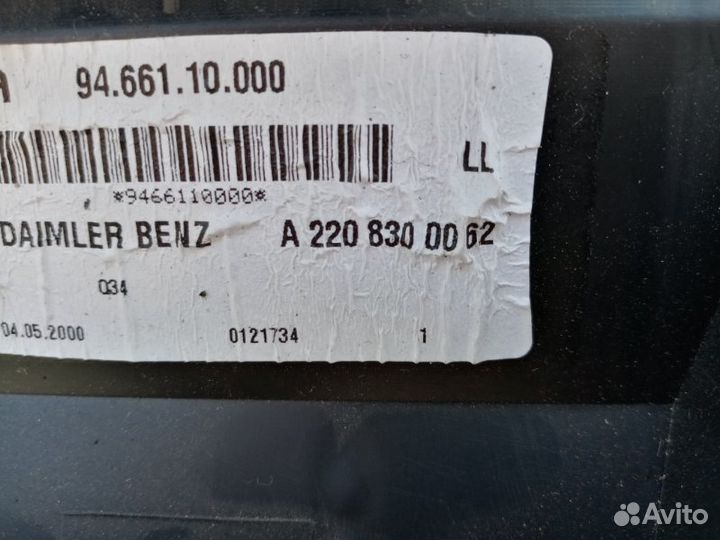 A 94.661.10.000
LL
*9466110000*
DAIMLER BENZ A 220 830 00 62
034
04.05.2000 0121734 1
Avito